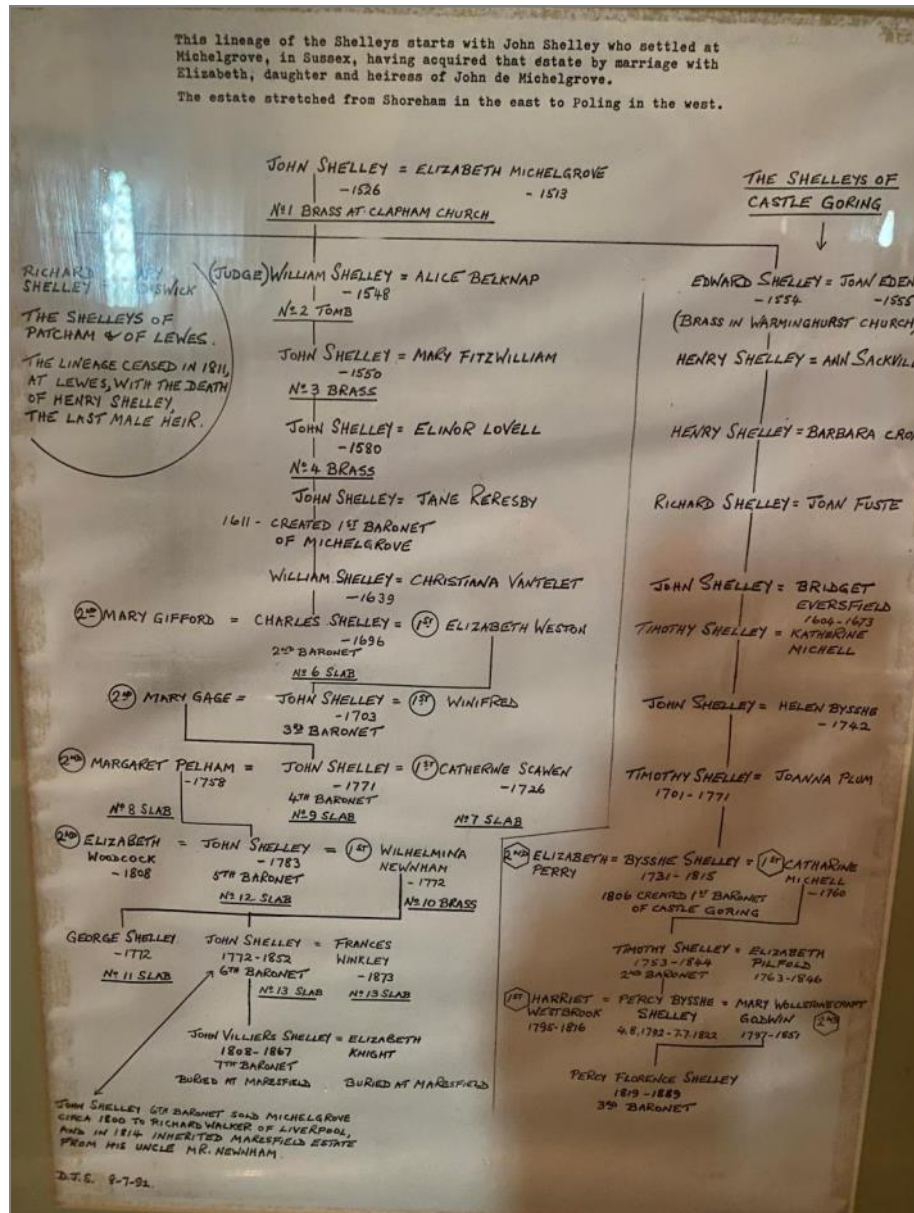 This lineage of the Shelleys starts with John Shelley who settled at
Michelgrove, in Sussex, having acquired that estate by marriage with
Elizabeth, daughter and heiress of John de Michelgrove.
The estate stretched from Shoreham in the east to Poling in the west.
JOHN SHELLEY = ELIZABETH MICHELGROVE
-1526 - 1513
Nº1 BRASS AT CLAPHAM CHURCH
THE SHELLEYS OF
CASTLE GORING
RICHARD
SHELLEY
THE SHELLEYS OF
PATCHAM & OF LEWES.
THE LINEAGE CEASED IN 1811,
AT LEWES, WITH THE DEATH
OF HENRY SHELLEY,
THE LAST MALE HEIR.
(JUDGE) WILLIAM SHELLEY = ALICE BELKNAP
-1548
Nº2 TOMB
JOHN SHELLEY = MARY FITZWILLIAM
-1550
Nº3 BRASS
JOHN SHELLEY = ELINOR LOVELL
-1580
Nº4 BRASS
JOHN SHELLEY = JANE RERESBY
1611 - CREATED 1ST BARONET
OF MICHELGROVE
WILLIAM SHELLEY = CHRISTIANA VANTELET
-1639
2ND MARY GIFFORD = CHARLES SHELLEY = 1ST ELIZABETH WESTON
-1696
2ND BARONET
Nº6 SLAB
2ND MARY GAGE = JOHN SHELLEY = 1ST WINIFRED
-1703
3RD BARONET
2ND MARGARET PELHAM = JOHN SHELLEY = 1ST CATHERINE SCAWEN
-1758 -1771 -1726
4TH BARONET
Nº8 SLAB Nº9 SLAB Nº7 SLAB
2ND ELIZABETH = JOHN SHELLEY = 1ST WILHELMINA
WOODCOCK -1783 NEWNHAM
-1808 5TH BARONET -1772
Nº12 SLAB Nº10 BRASS
GEORGE SHELLEY JOHN SHELLEY = FRANCES
-1772 1772-1852 WINKLEY
Nº11 SLAB 6TH BARONET -1873
Nº13 SLAB Nº13 SLAB
JOHN VILLIERS SHELLEY = ELIZABETH
1808-1867 KNIGHT
7TH BARONET
BURIED AT MARESFIELD BURIED AT MARESFIELD
JOHN SHELLEY 6TH BARONET SOLD MICHELGROVE
CIRCA 1800 TO RICHARD WALKER OF LIVERPOOL,
AND IN 1814 INHERITED MARESFIELD ESTATE
FROM HIS UNCLE MR. NEWNHAM.
D.J.S. 8-7-92.
EDWARD SHELLEY = JOAN EDEN
-1554 -1555
(BRASS IN WARMINGHURST CHURCH)
HENRY SHELLEY = ANN SACKVILL
HENRY SHELLEY = BARBARA CRO
RICHARD SHELLEY = JOAN FUSTE
JOHN SHELLEY = BRIDGET
EVERSFIELD
1604-1673
TIMOTHY SHELLEY = KATHERINE
MICHELL
JOHN SHELLEY = HELEN BYSSHE
-1742
TIMOTHY SHELLEY = JOANNA PLUM
1701-1771
2ND ELIZABETH = BYSSHE SHELLEY = 1ST CATHARINE
PERRY 1731-1815 MICHELL
1806 CREATED 1ST BARONET -1760
OF CASTLE GORING
TIMOTHY SHELLEY = ELIZABETH
1753-1844 PILFOLD
2ND BARONET 1763-1846
1ST HARRIET = PERCY BYSSHE = MARY WOLLSTONECRAFT
WESTBROOK SHELLEY GODWIN 2ND
1795-1816 4.8.1792-7.7.1822 1797-1851
PERCY FLORENCE SHELLEY
1819-1889
3RD BARONET